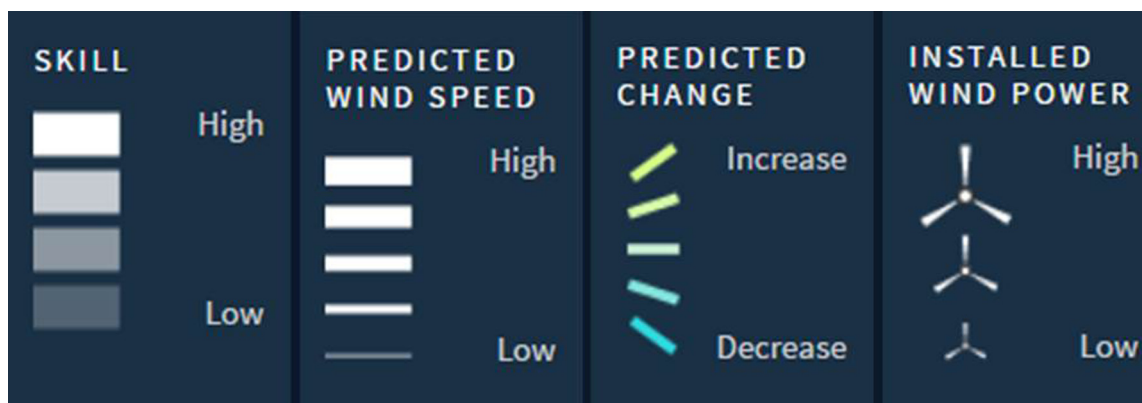 SKILL
High
Low
PREDICTED
WIND SPEED
High
Low
PREDICTED
CHANGE
Increase
Decrease
INSTALLED
WIND POWER
High
Low